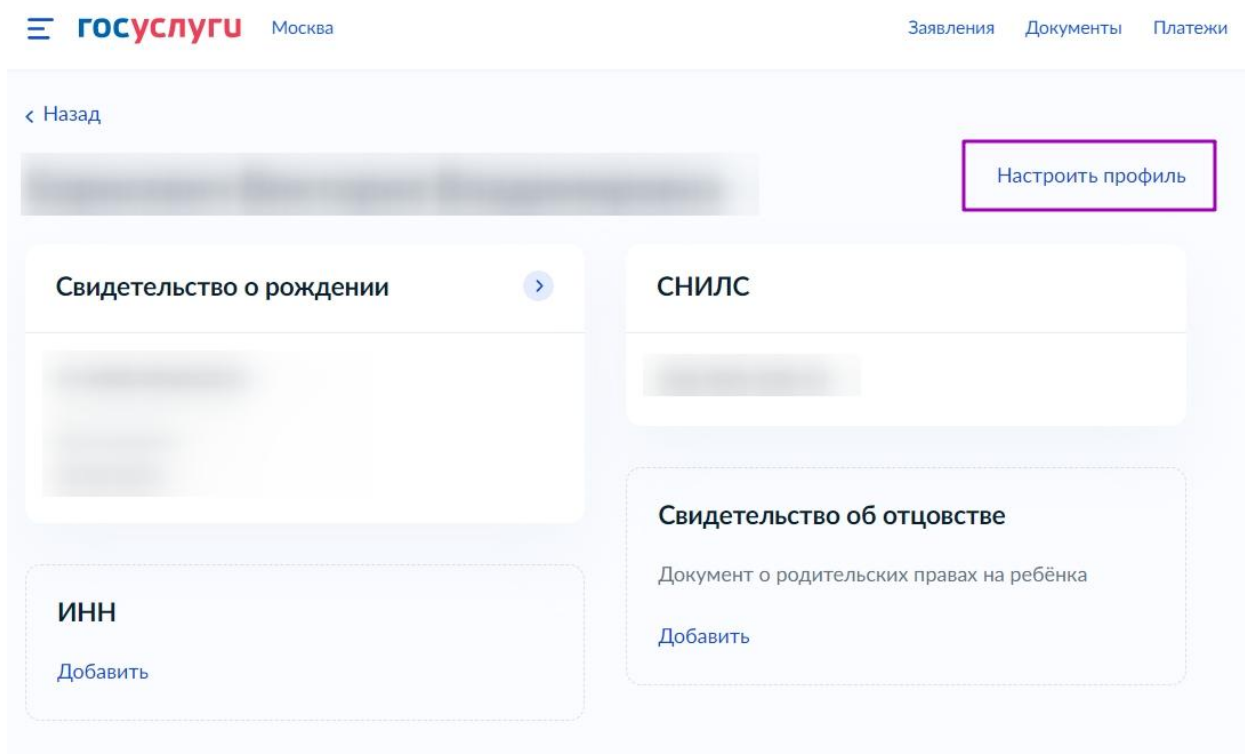 госуслуги Москва Заявления Документы Платежи
Назад
Настроить профиль
Свидетельство о рождении
СНИЛС
Свидетельство об отцовстве
Документ о родительских правах на ребёнка
Добавить
ИНН
Добавить